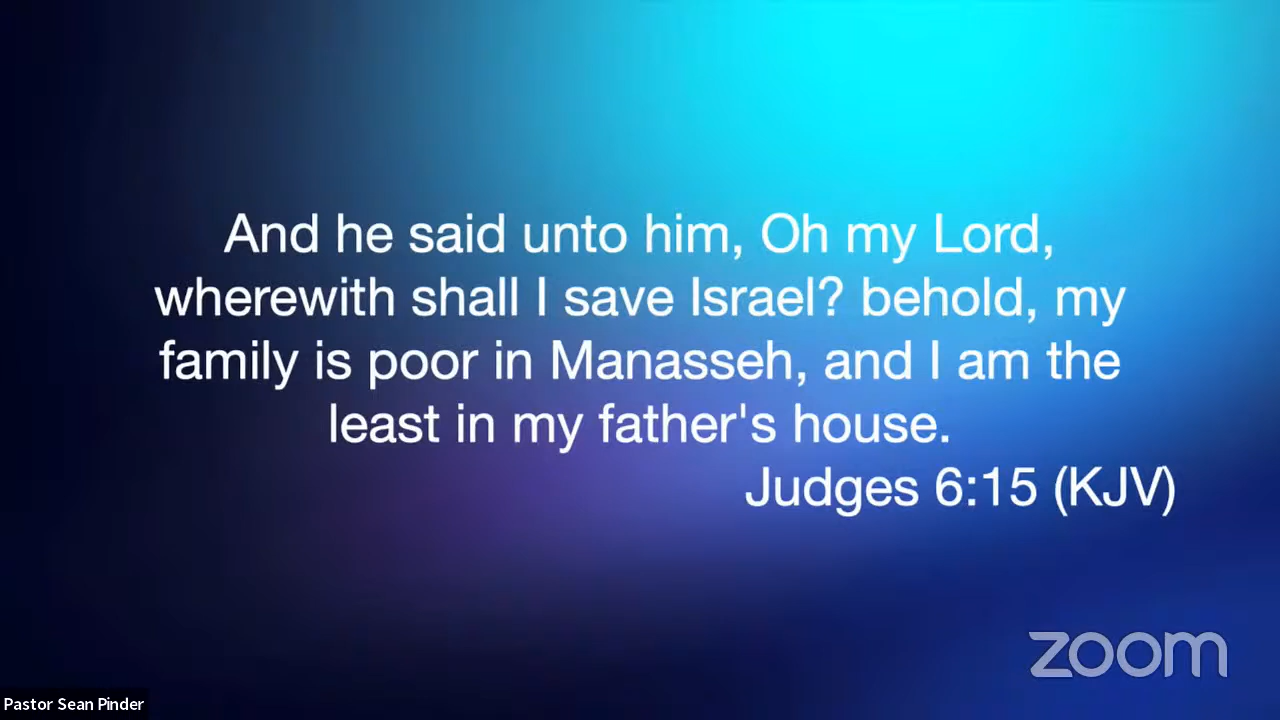 And he said unto him, Oh my Lord,
wherewith shall I save Israel? behold, my
family is poor in Manasseh, and I am the
least in my father's house.
Judges 6:15 (KJV)
zoom
Pastor Sean Pinder